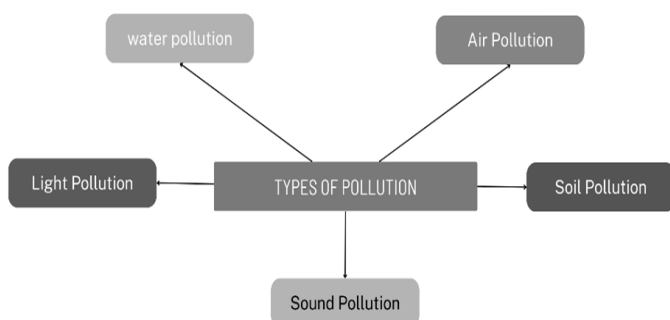 water pollution
Air Pollution
Light Pollution
TYPES OF POLLUTION
Soil Pollution
Sound Pollution